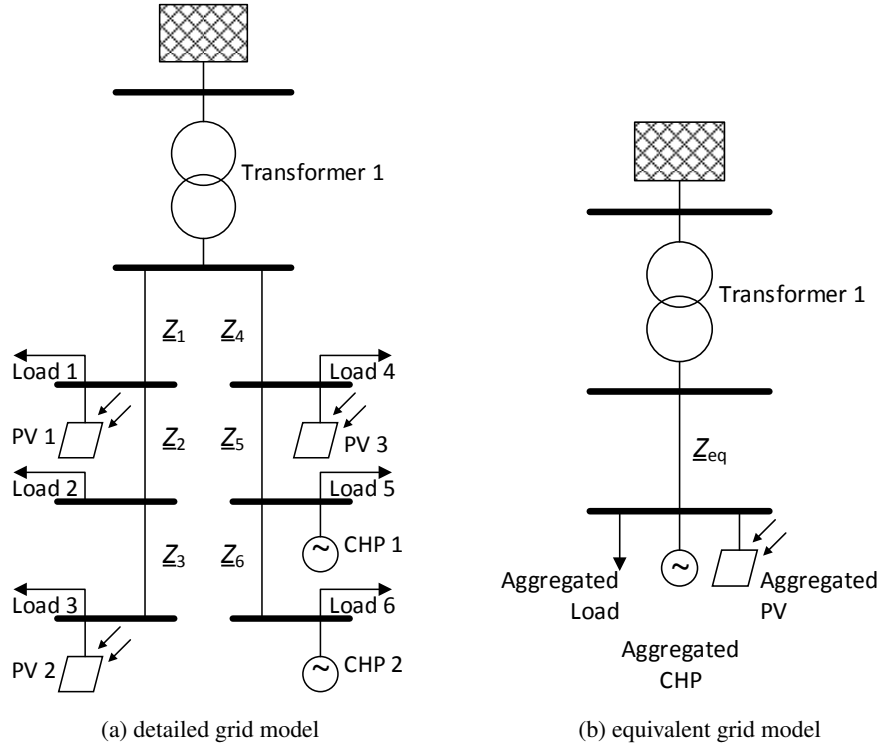 Transformer 1
Z1 Z4
Load 1 Load 4
PV 1 Z2 Z5 PV 3
Load 2 Load 5
Z3 Z6 CHP 1
Load 3 Load 6
PV 2 CHP 2
(a) detailed grid model
Transformer 1
Zeq
Aggregated
Load
Aggregated
CHP
Aggregated
PV
(b) equivalent grid model